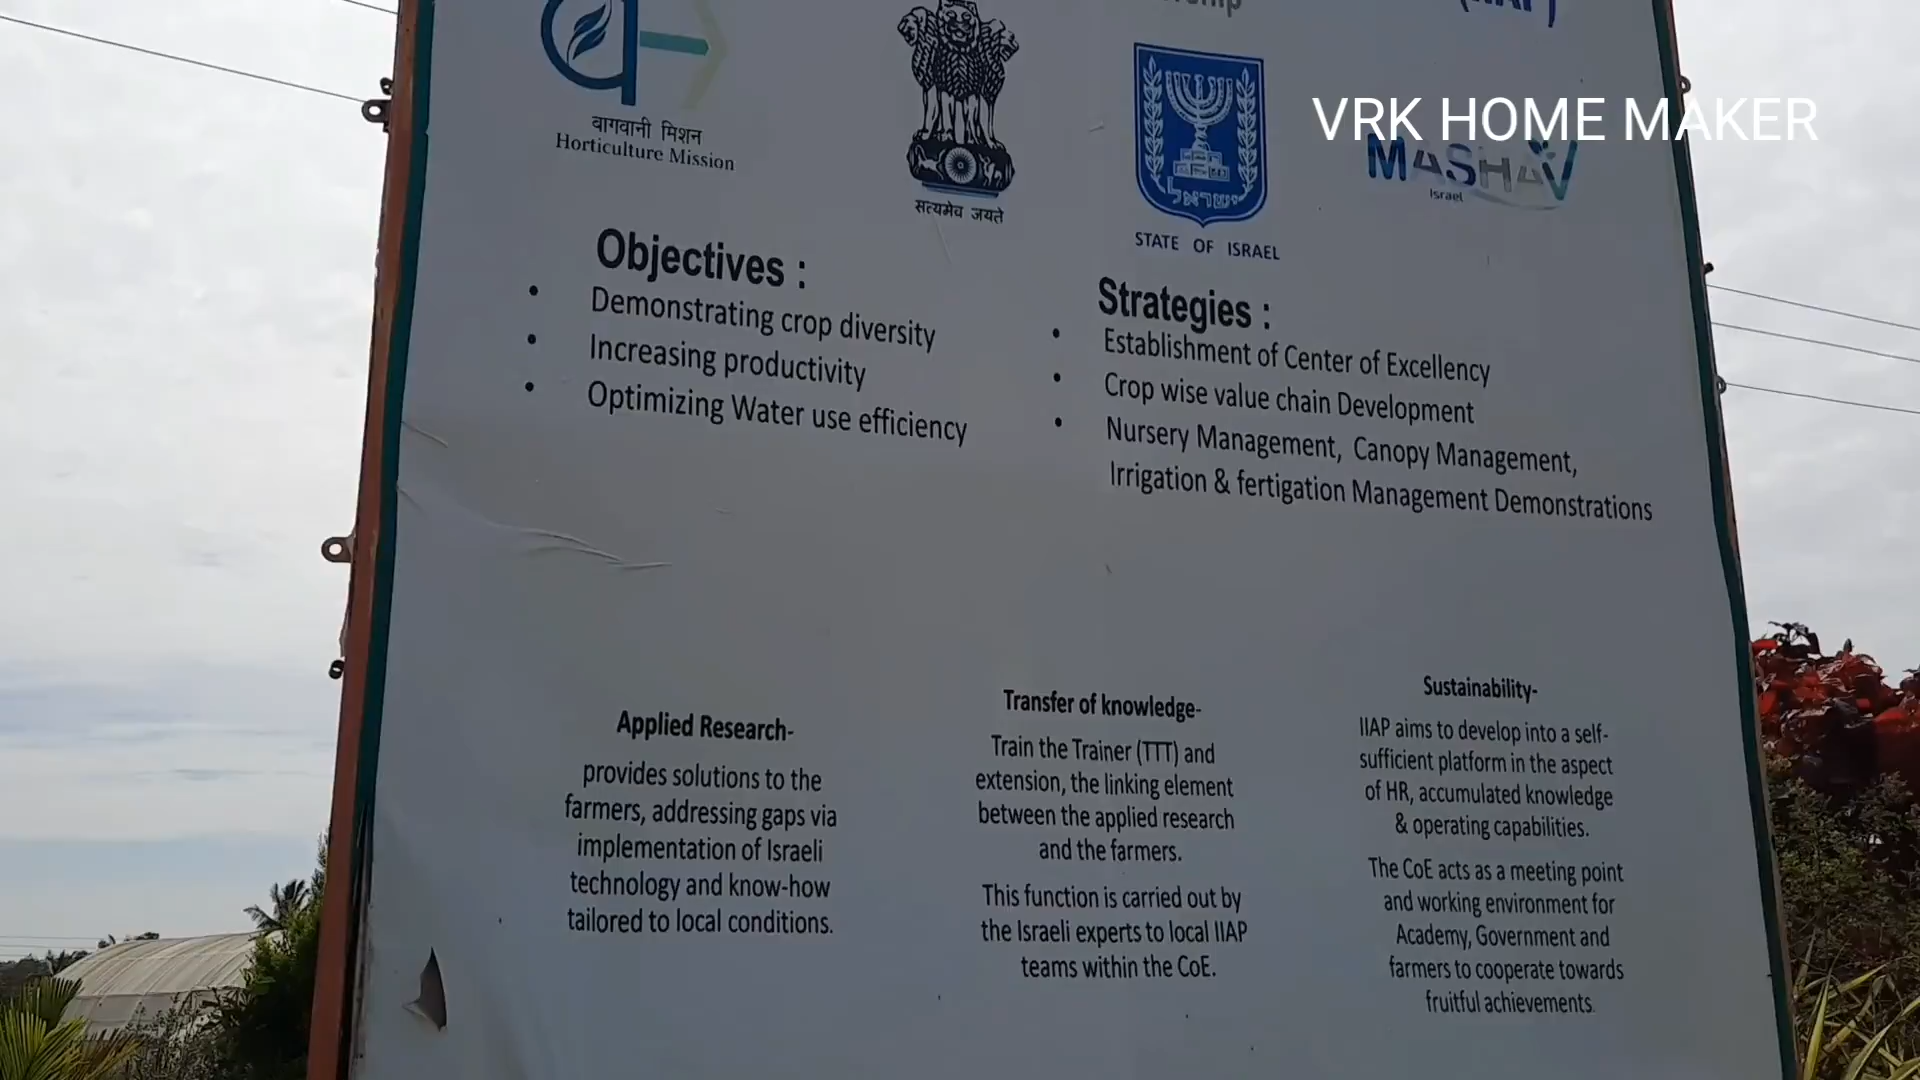 VRK HOME MAKER
बागवानी मिशन
Horticulture Mission
सत्यमेव जयते
ישראל
STATE OF ISRAEL
MASHAV
Israel
Objectives :
• Demonstrating crop diversity
• Increasing productivity
• Optimizing Water use efficiency
Strategies :
• Establishment of Center of Excellency
• Crop wise value chain Development
• Nursery Management, Canopy Management,
Irrigation & fertigation Management Demonstrations
Applied Research-
provides solutions to the
farmers, addressing gaps via
implementation of Israeli
technology and know-how
tailored to local conditions.
Transfer of knowledge-
Train the Trainer (TTT) and
extension, the linking element
between the applied research
and the farmers.
This function is carried out by
the Israeli experts to local IIAP
teams within the CoE.
Sustainability-
IIAP aims to develop into a self-
sufficient platform in the aspect
of HR, accumulated knowledge
& operating capabilities.
The CoE acts as a meeting point
and working environment for
Academy, Government and
farmers to cooperate towards
fruitful achievements.